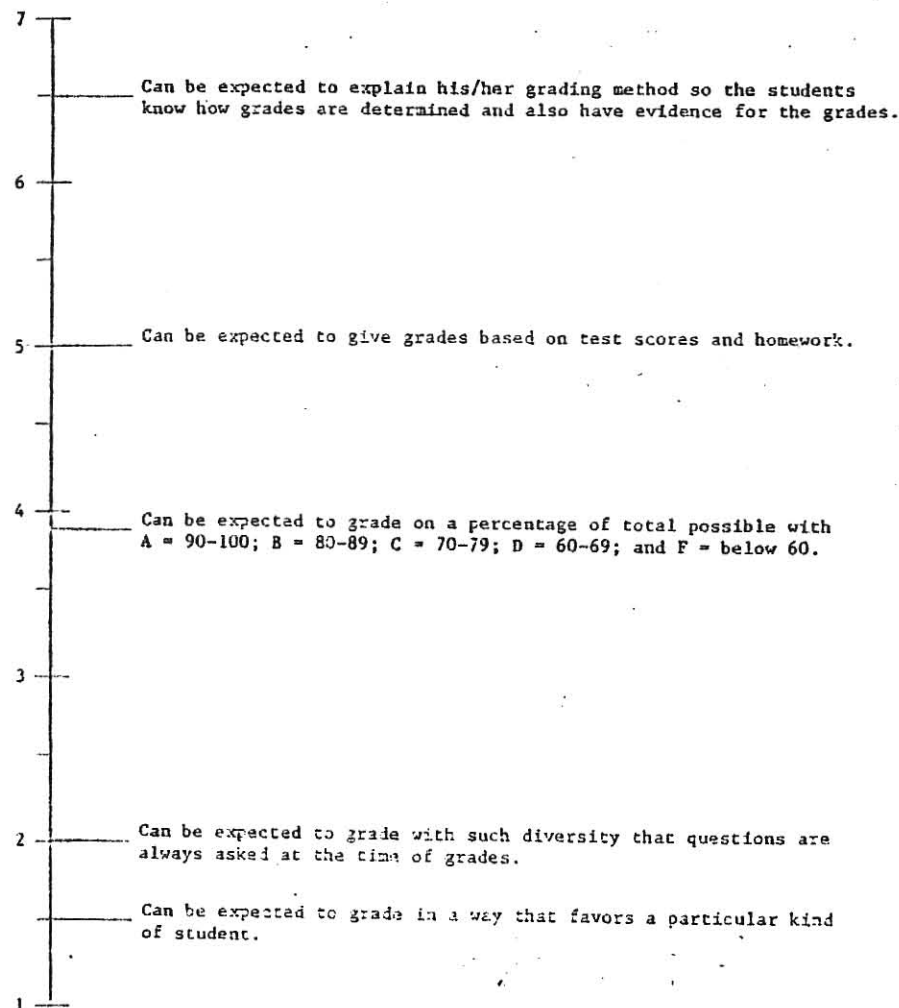 7
Can be expected to explain his/her grading method so the students
know how grades are determined and also have evidence for the grades.
6
5
Can be expected to give grades based on test scores and homework.
4
Can be expected to grade on a percentage of total possible with
A = 90-100; B = 80-89; C = 70-79; D = 60-69; and F = below 60.
3
2
Can be expected to grade with such diversity that questions are
always asked at the time of grades.
Can be expected to grade in a way that favors a particular kind
of student.
1